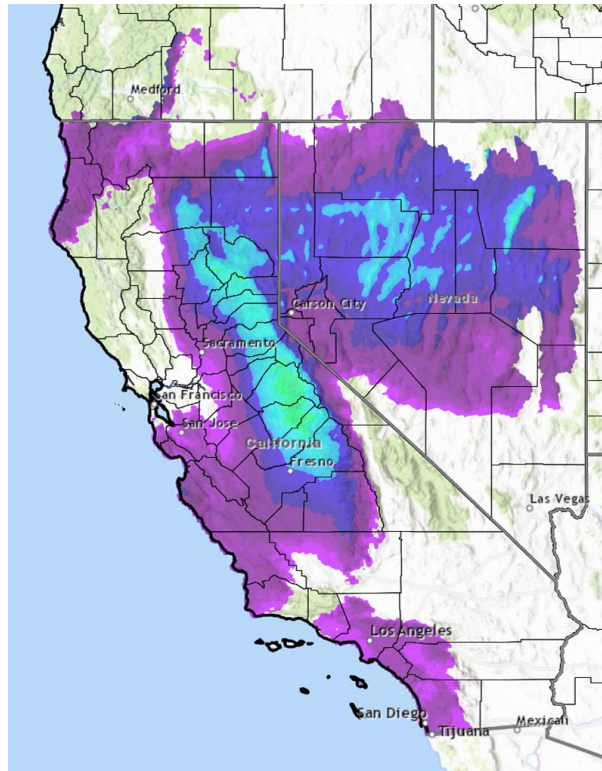 Medford
Carson City
Nevada
Sacramento
San Francisco
San Jose
California
Fresno
Las Vegas
Los Angeles
San Diego
Mexicali
Tijuana